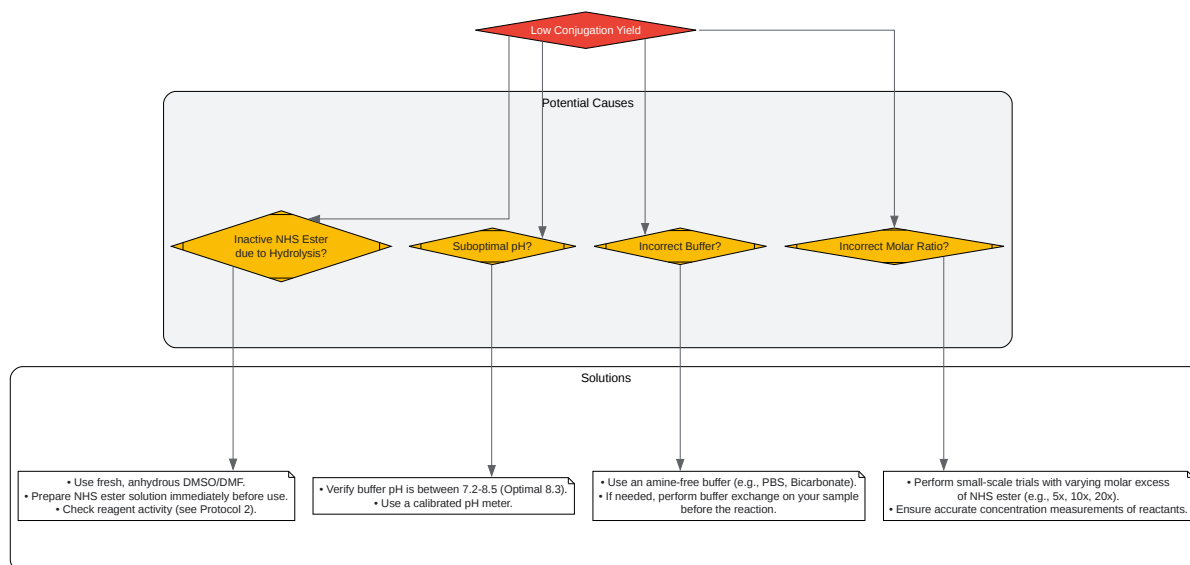 Low Conjugation Yield
Potential Causes
Inactive NHS Ester
due to Hydrolysis?
Suboptimal pH?
Incorrect Buffer?
Incorrect Molar Ratio?
Solutions
• Use fresh, anhydrous DMSO/DMF.
• Prepare NHS ester solution immediately before use.
• Check reagent activity (see Protocol 2).
• Verify buffer pH is between 7.2-8.5 (Optimal 8.3).
• Use a calibrated pH meter.
• Use an amine-free buffer (e.g., PBS, Bicarbonate).
• If needed, perform buffer exchange on your sample
before the reaction.
• Perform small-scale trials with varying molar excess
of NHS ester (e.g., 5x, 10x, 20x).
• Ensure accurate concentration measurements of reactants.